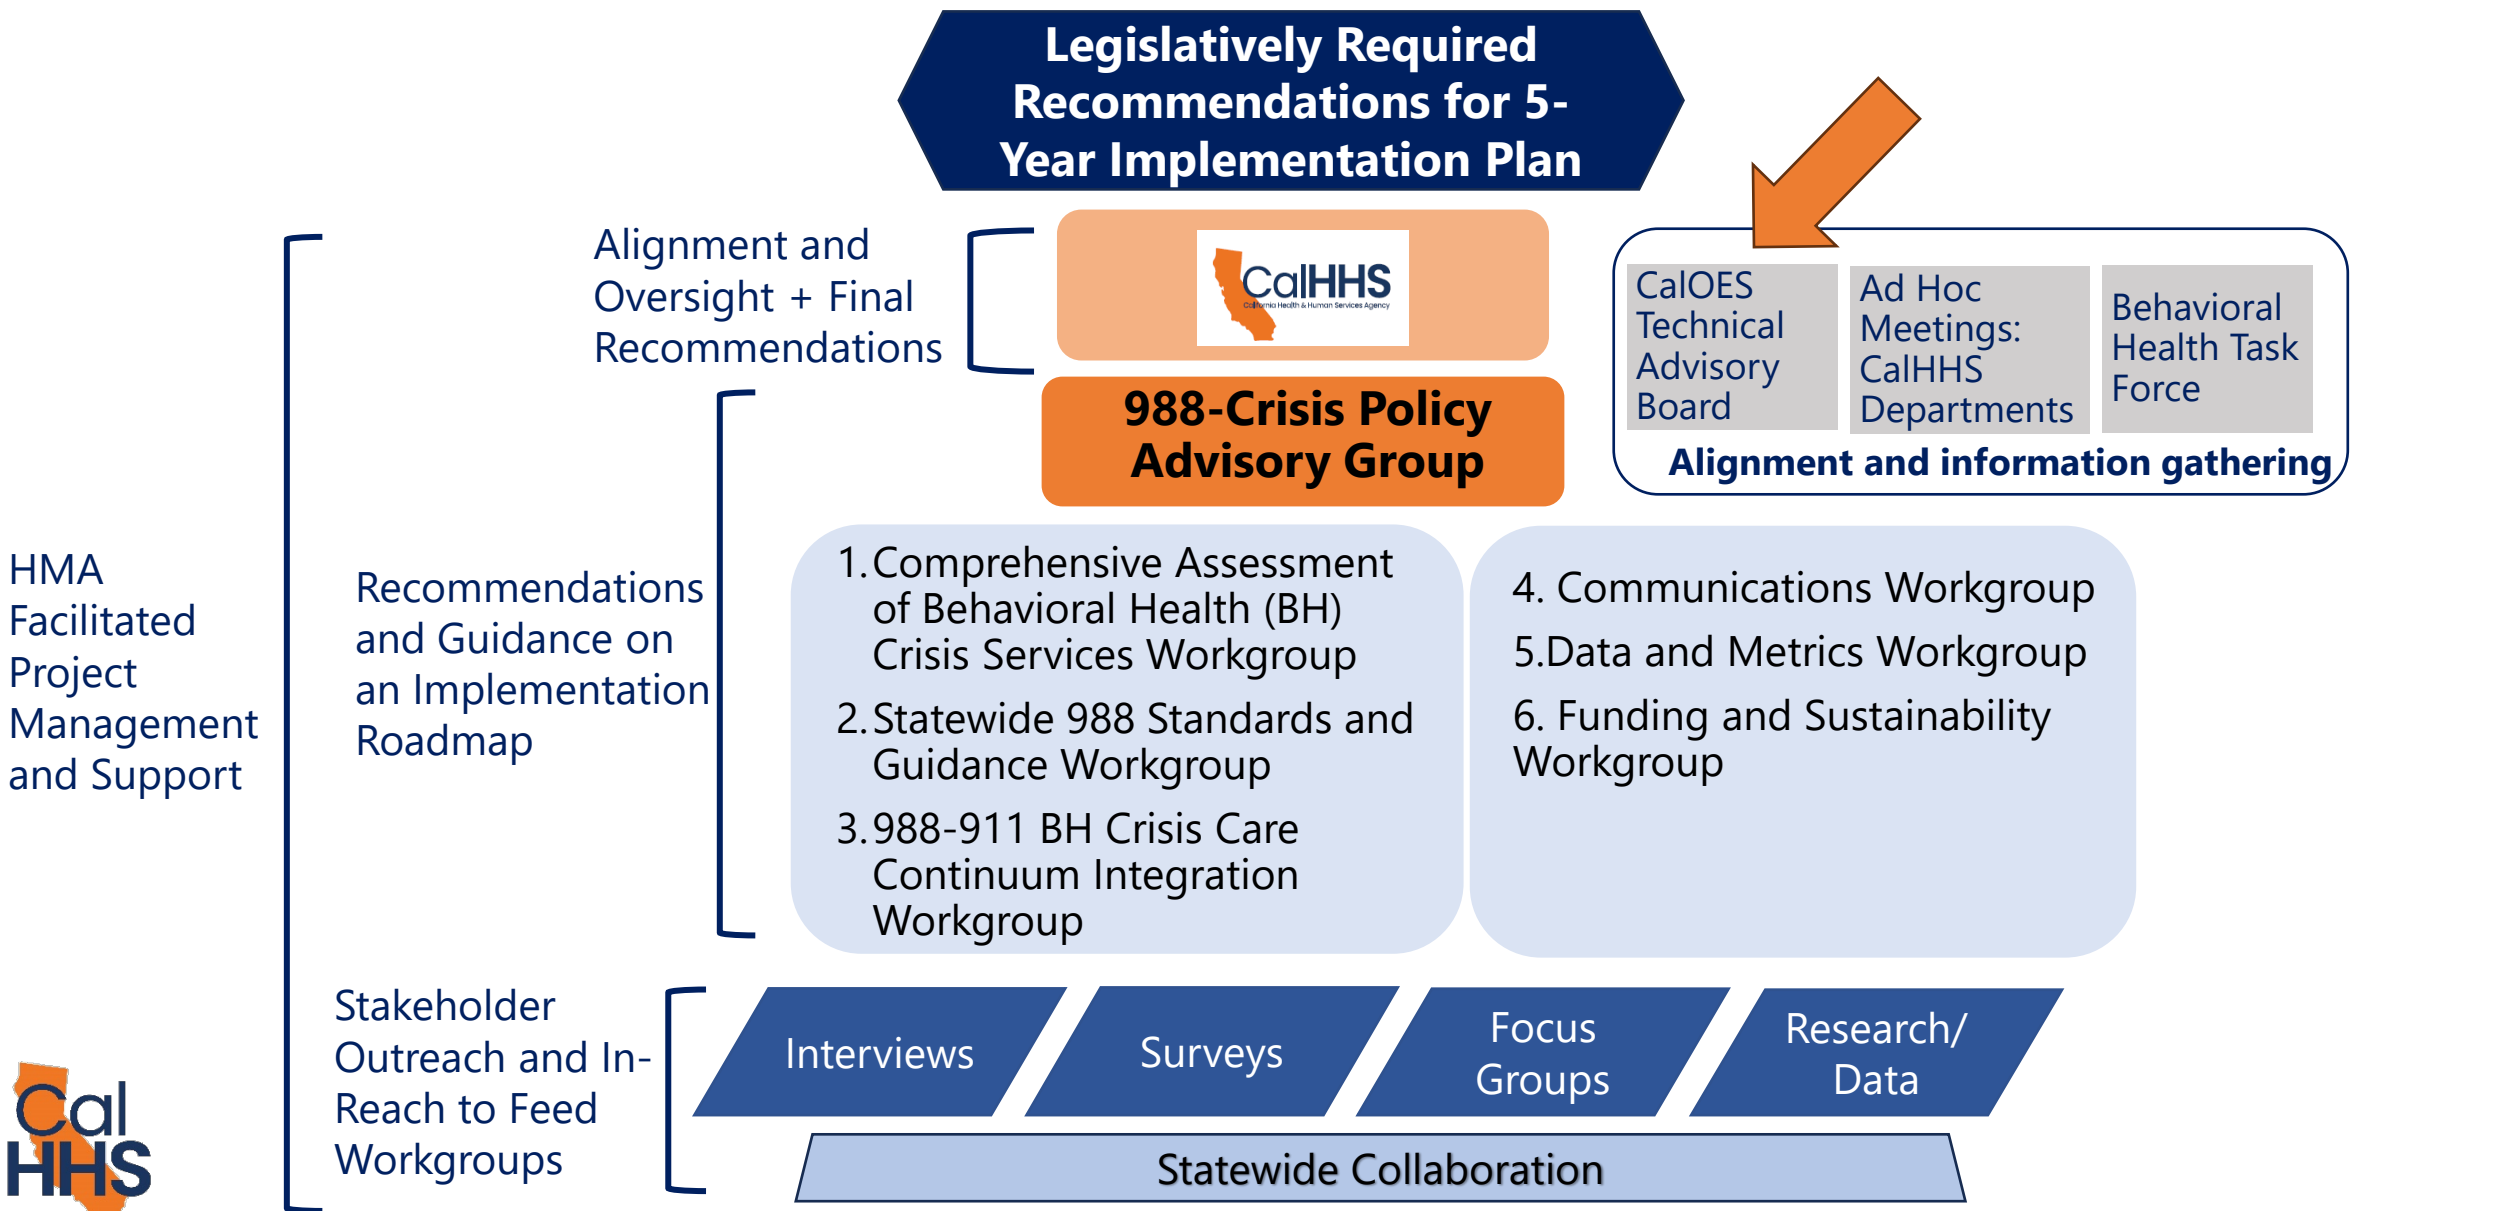 Legislatively Required
Recommendations for 5-
Year Implementation Plan
Alignment and
Oversight + Final
Recommendations
CalHHS
California Health & Human Services Agency
CalOES
Technical
Advisory
Board
Ad Hoc
Meetings:
CalHHS
Departments
Behavioral
Health Task
Force
Alignment and information gathering
988-Crisis Policy
Advisory Group
HMA
Facilitated
Project
Management
and Support
Recommendations
and Guidance on
an Implementation
Roadmap
1. Comprehensive Assessment
of Behavioral Health (BH)
Crisis Services Workgroup
2. Statewide 988 Standards and
Guidance Workgroup
3. 988-911 BH Crisis Care
Continuum Integration
Workgroup
4. Communications Workgroup
5.Data and Metrics Workgroup
6. Funding and Sustainability
Workgroup
Stakeholder
Outreach and In-
Reach to Feed
Workgroups
Interviews
Surveys
Focus
Groups
Research/
Data
Statewide Collaboration
Cal
HHS